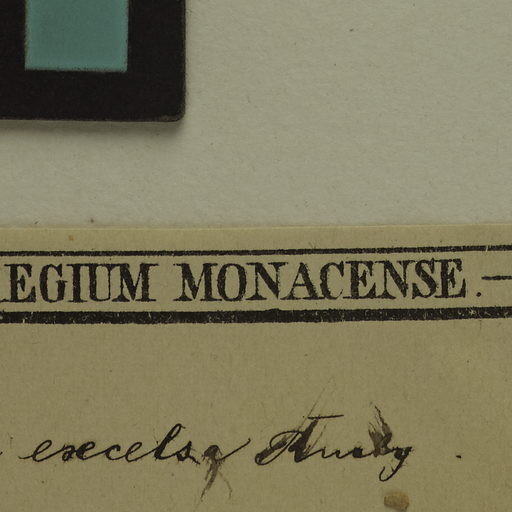 EGIUM MONACENSE. —
excelsa